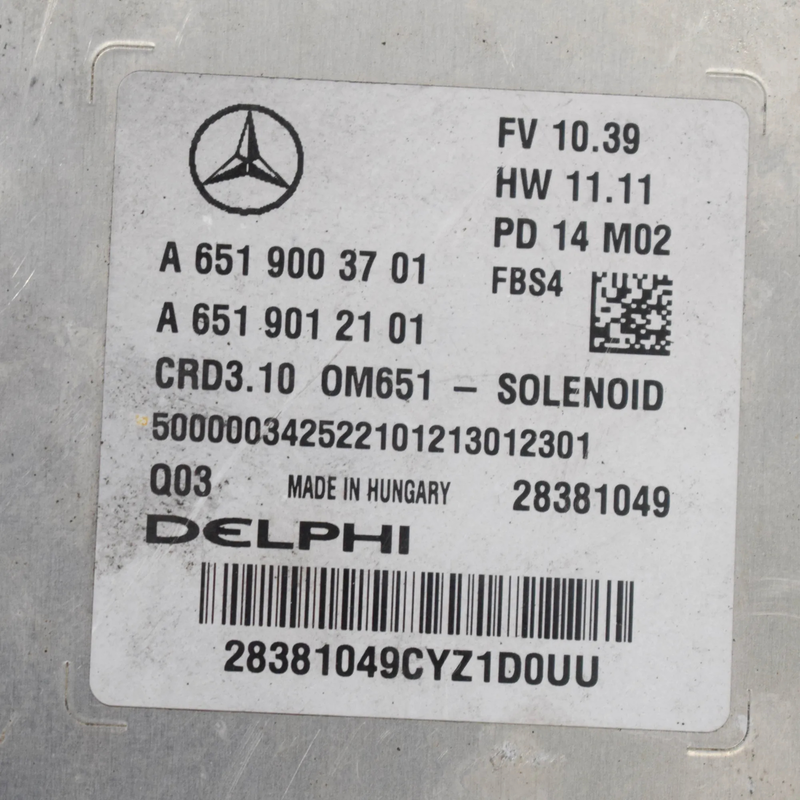 FV 10.39
HW 11.11
PD 14 M02
A 651 900 37 01
FBS4
A 651 901 21 01
CRD3.10 OM651 – SOLENOID
500000342522101213012301
Q03 MADE IN HUNGARY 28381049
DELPHI
28381049CYZ1D0UU